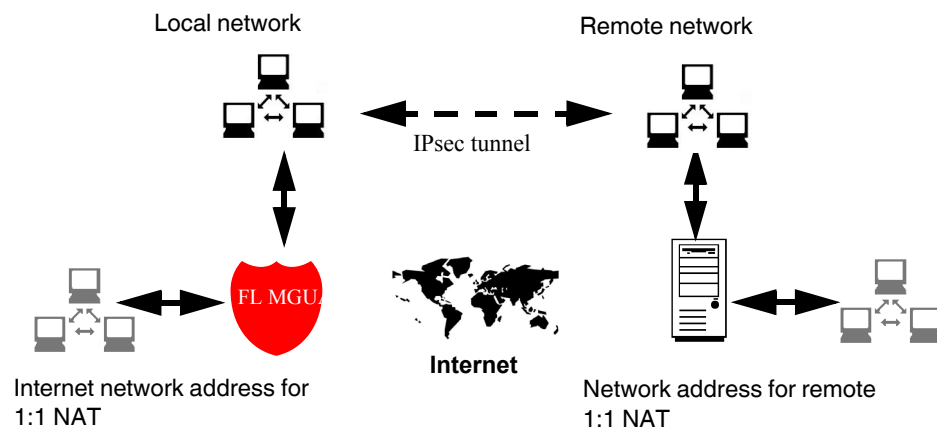 Local network
Remote network
IPsec tunnel
FL MGUA
Internet
Internet network address for
1:1 NAT
Network address for remote
1:1 NAT